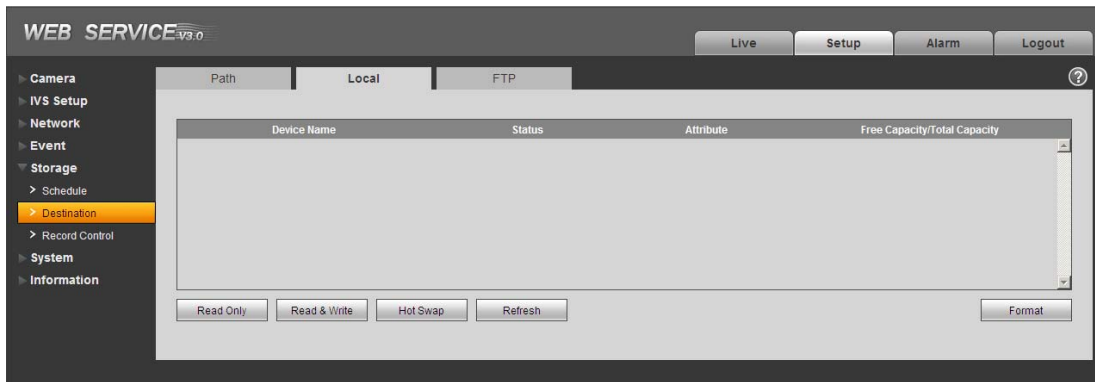 WEB SERVICE V3.0
Live Setup Alarm Logout
Camera
IVS Setup
Network
Event
Storage
> Schedule
> Destination
> Record Control
System
Information
Path Local FTP
?
Device Name Status Attribute Free Capacity/Total Capacity
Read Only Read & Write Hot Swap Refresh Format